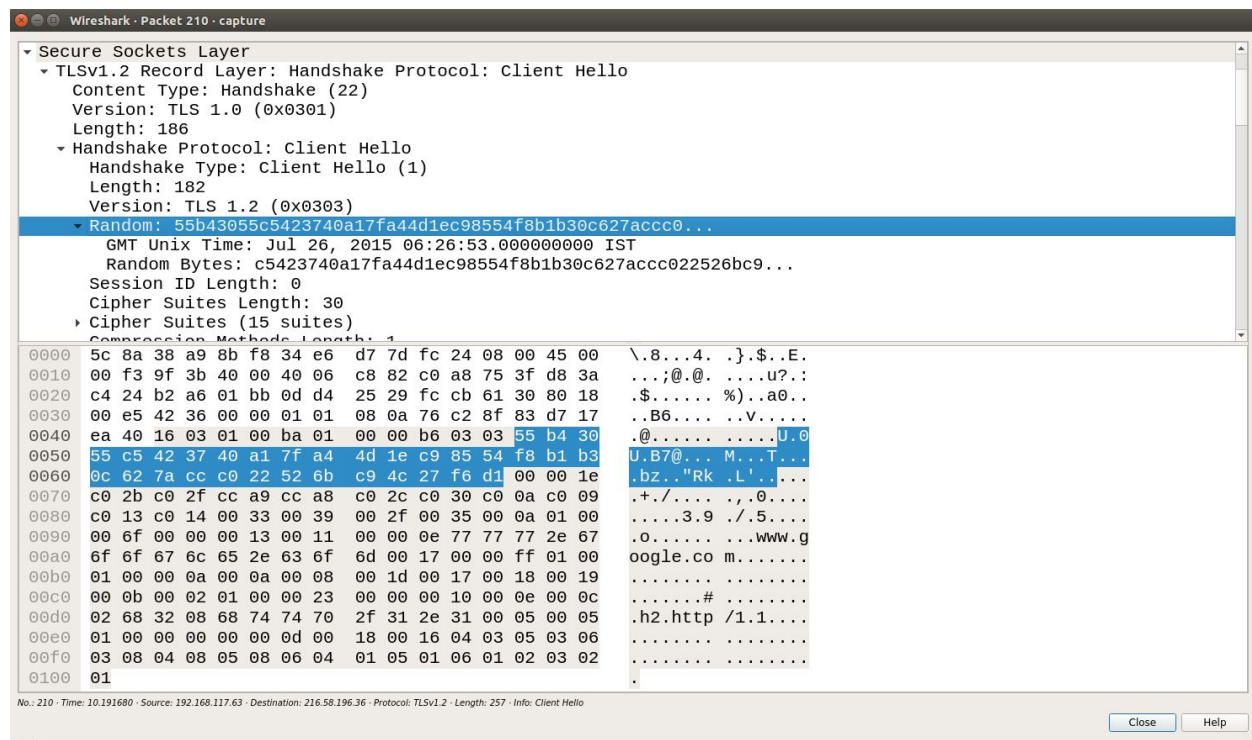 Wireshark · Packet 210 · capture
Secure Sockets Layer
TLSv1.2 Record Layer: Handshake Protocol: Client Hello
Content Type: Handshake (22)
Version: TLS 1.0 (0x0301)
Length: 186
Handshake Protocol: Client Hello
Handshake Type: Client Hello (1)
Length: 182
Version: TLS 1.2 (0x0303)
Random: 55b43055c5423740a17fa44d1ec98554f8b1b30c627accc0...
GMT Unix Time: Jul 26, 2015 06:26:53.000000000 IST
Random Bytes: c5423740a17fa44d1ec98554f8b1b30c627accc022526bc9...
Session ID Length: 0
Cipher Suites Length: 30
Cipher Suites (15 suites)
Compression Methods Length: 1
0000 5c 8a 38 a9 8b f8 34 e6 d7 7d fc 24 08 00 45 00 \.8...4. .}.$..E.
0010 00 f3 9f 3b 40 00 40 06 c8 82 c0 a8 75 3f d8 3a ...;@.@. ....u?.:
0020 c4 24 b2 a6 01 bb 0d d4 25 29 fc cb 61 30 80 18 .$...... %)..a0..
0030 00 e5 42 36 00 00 01 01 08 0a 76 c2 8f 83 d7 17 ..B6.... ..v.....
0040 ea 40 16 03 01 00 ba 01 00 00 b6 03 03 55 b4 30 .@...... .....U.0
0050 55 c5 42 37 40 a1 7f a4 4d 1e c9 85 54 f8 b1 b3 U.B7@... M...T...
0060 0c 62 7a cc c0 22 52 6b c9 4c 27 f6 d1 00 00 1e .bz.."Rk .L'.....
0070 c0 2b c0 2f cc a9 cc a8 c0 2c c0 30 c0 0a c0 09 .+./.... .,.0....
0080 c0 13 c0 14 00 33 00 39 00 2f 00 35 00 0a 01 00 .....3.9 ./.5....
0090 00 6f 00 00 00 13 00 11 00 00 0e 77 77 77 2e 67 .o...... ...www.g
00a0 6f 6f 67 6c 65 2e 63 6f 6d 00 17 00 00 ff 01 00 oogle.co m.......
00b0 01 00 00 0a 00 0a 00 08 00 1d 00 17 00 18 00 19 ........ ........
00c0 00 0b 00 02 01 00 00 23 00 00 00 10 00 0e 00 0c .......# ........
00d0 02 68 32 08 68 74 74 70 2f 31 2e 31 00 05 00 05 .h2.http /1.1....
00e0 01 00 00 00 00 00 0d 00 18 00 16 04 03 05 03 06 ........ ........
00f0 03 08 04 08 05 08 06 04 01 05 01 06 01 02 03 02 ........ ........
0100 01 .
No.: 210 · Time: 10.191680 · Source: 192.168.117.63 · Destination: 216.58.196.36 · Protocol: TLSv1.2 · Length: 257 · Info: Client Hello
Close Help